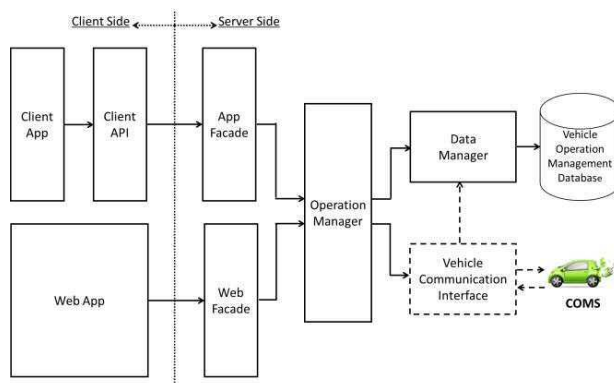 Client Side
Server Side
Client
App
Client
API
App
Facade
Operation
Manager
Data
Manager
Vehicle
Operation
Management
Database
Web App
Web
Facade
Vehicle
Communication
Interface
COMS